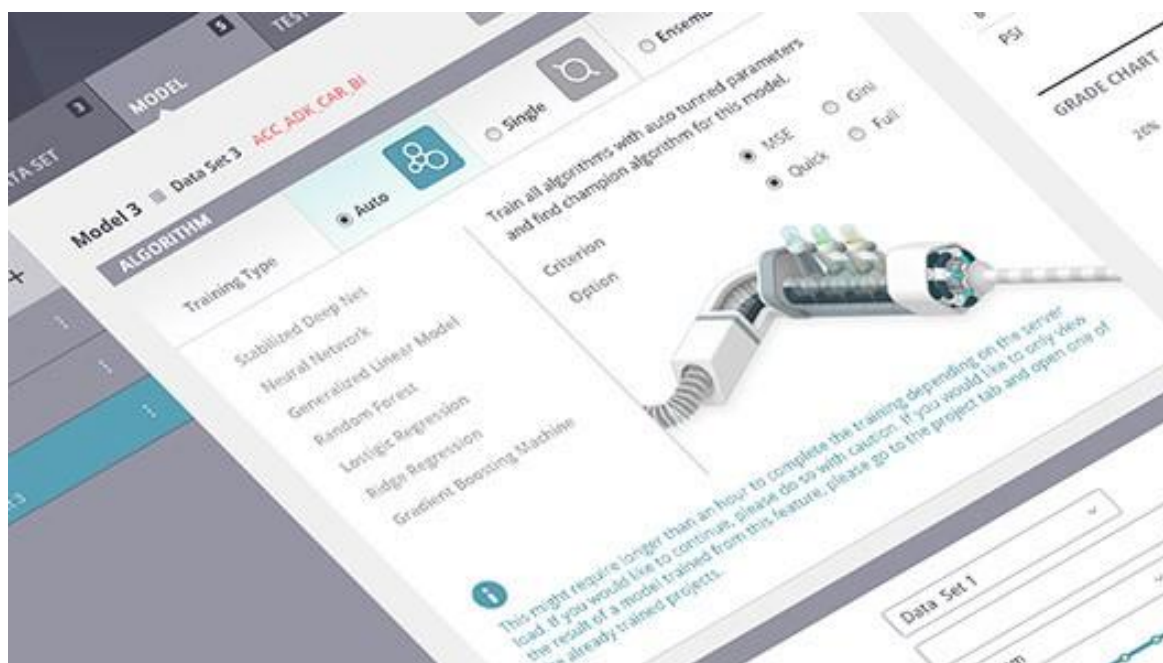 3
5
TEST
DATA SET
MODEL
Model 3 Data Set 3 ACC_ADK_CAR_BI
ALGORITHM
Training Type
Auto
Single
Train all algorithms with auto tunned parameters
and find champion algorithm for this model.
Criterion
MSE
Gini
Option
Quick
Full
Stabilized Deep Net
Neural Network
Generalized Linear Model
Random Forest
Lostigic Regression
Ridge Regression
Gradient Boosting Machine
This might require longer than an hour to complete the training depending on the server
load. If you would like to continue, please do so with caution. If you would like to only view
the result of a model trained from this feature, please go to the project tab and open one of
already trained projects.
PSI
GRADE CHART
20%
Data Set 1